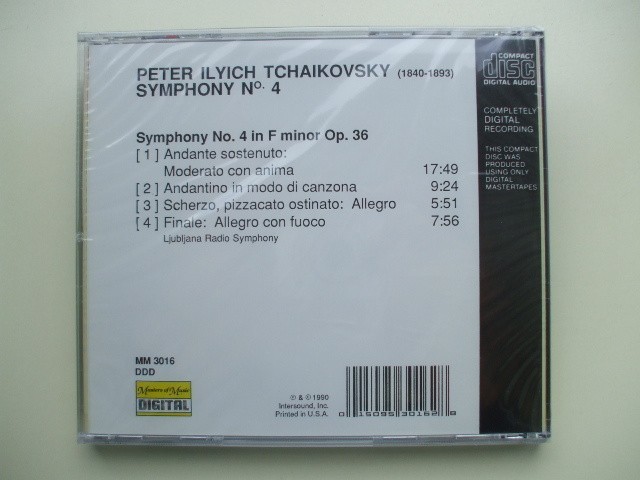 PETER ILYICH TCHAIKOVSKY (1840-1893)
SYMPHONY Nº. 4
Symphony No. 4 in F minor Op. 36
[ 1 ] Andante sostenuto:
Moderato con anima 17:49
[ 2 ] Andantino in modo di canzona 9:24
[ 3 ] Scherzo, pizzacato ostinato: Allegro 5:51
[ 4 ] Finale: Allegro con fuoco 7:56
Ljubljana Radio Symphony
MM 3016
DDD
Masters of Music
DIGITAL
℗ & © 1990
Intersound, Inc.
Printed in U.S.A.
0 15095 30162 8
COMPACT
disc
DIGITAL AUDIO
COMPLETELY
DIGITAL
RECORDING
THIS COMPACT
DISC WAS
PRODUCED
USING ONLY
DIGITAL
MASTERTAPES